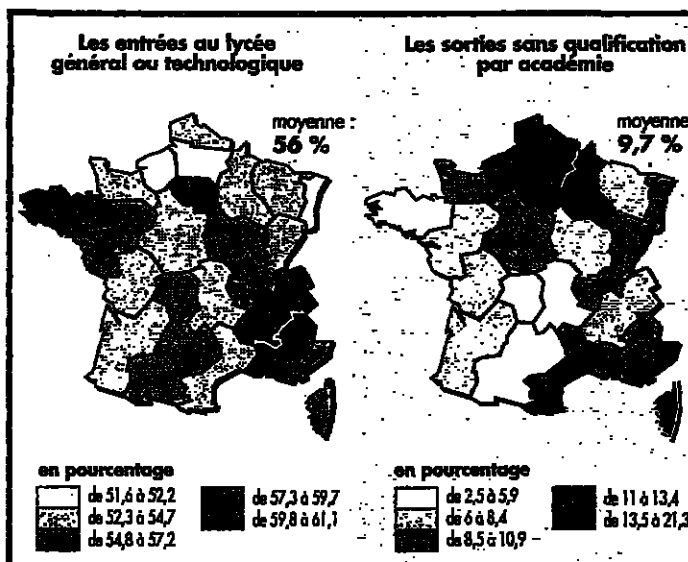 Les entrées au lycée
général ou technologique
moyenne :
56 %
en pourcentage
de 51,6 à 52,2
de 52,3 à 54,7
de 54,8 à 57,2
de 57,3 à 59,7
de 59,8 à 61,1
Les sorties sans qualification
par académie
moyenne :
9,7 %
en pourcentage
de 2,5 à 5,9
de 6 à 8,4
de 8,5 à 10,9
de 11 à 13,4
de 13,5 à 21,3